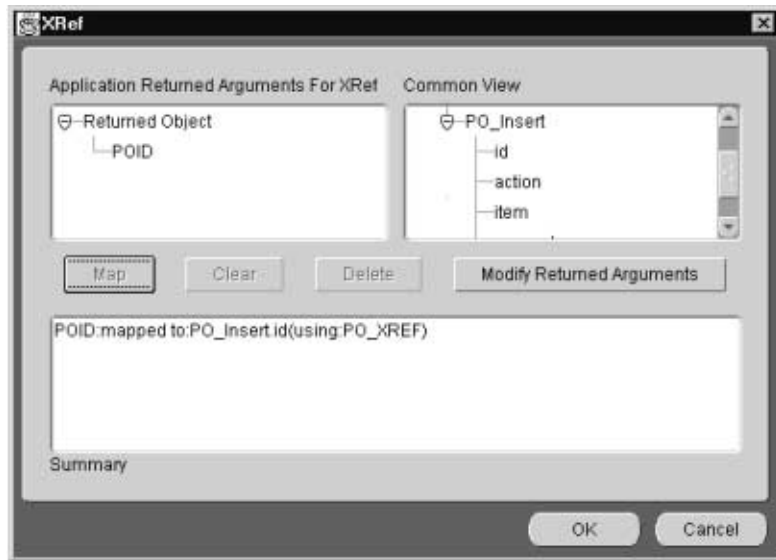 XRef
Application Returned Arguments For XRef
Common View
Returned Object
POID
PO_Insert
id
action
item
Map
Clear
Delete
Modify Returned Arguments
POID:mapped to:PO_Insert.id(using:PO_XREF)
Summary
OK
Cancel